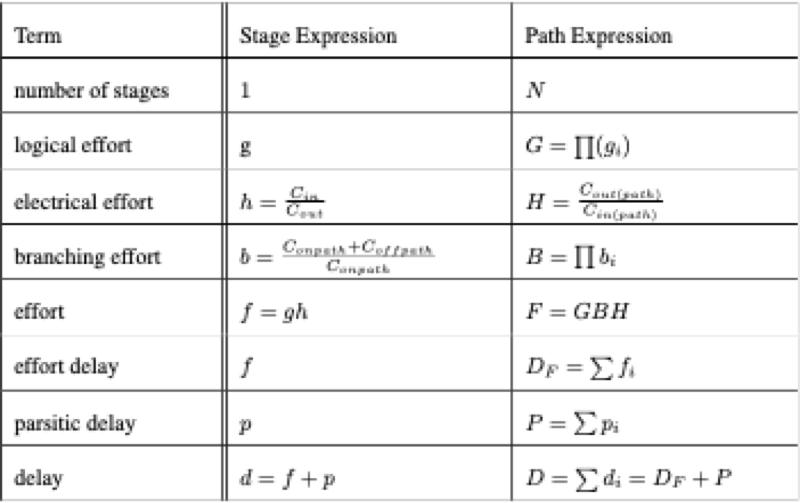 Term Stage Expression Path Expression
number of stages 1 N
logical effort g G = ∏(g_i)
electrical effort h = C_in/C_out H = C_out(path)/C_in(path)
branching effort b = (C_onpath+C_offpath)/C_onpath B = ∏ b_i
effort f = gh F = GBH
effort delay f D_F = ∑ f_i
parsitic delay p P = ∑ p_i
delay d = f + p D = ∑ d_i = D_F + P